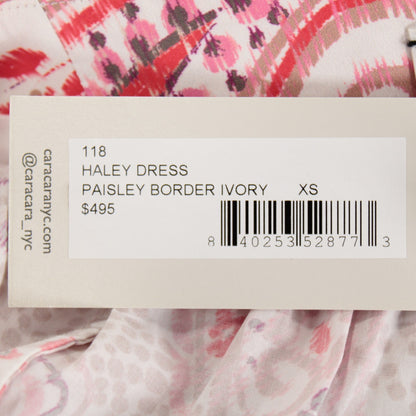 118
HALEY DRESS
PAISLEY BORDER IVORY XS
$495
8 40253 52877 3
caracaranyc.com
@caracara_nyc